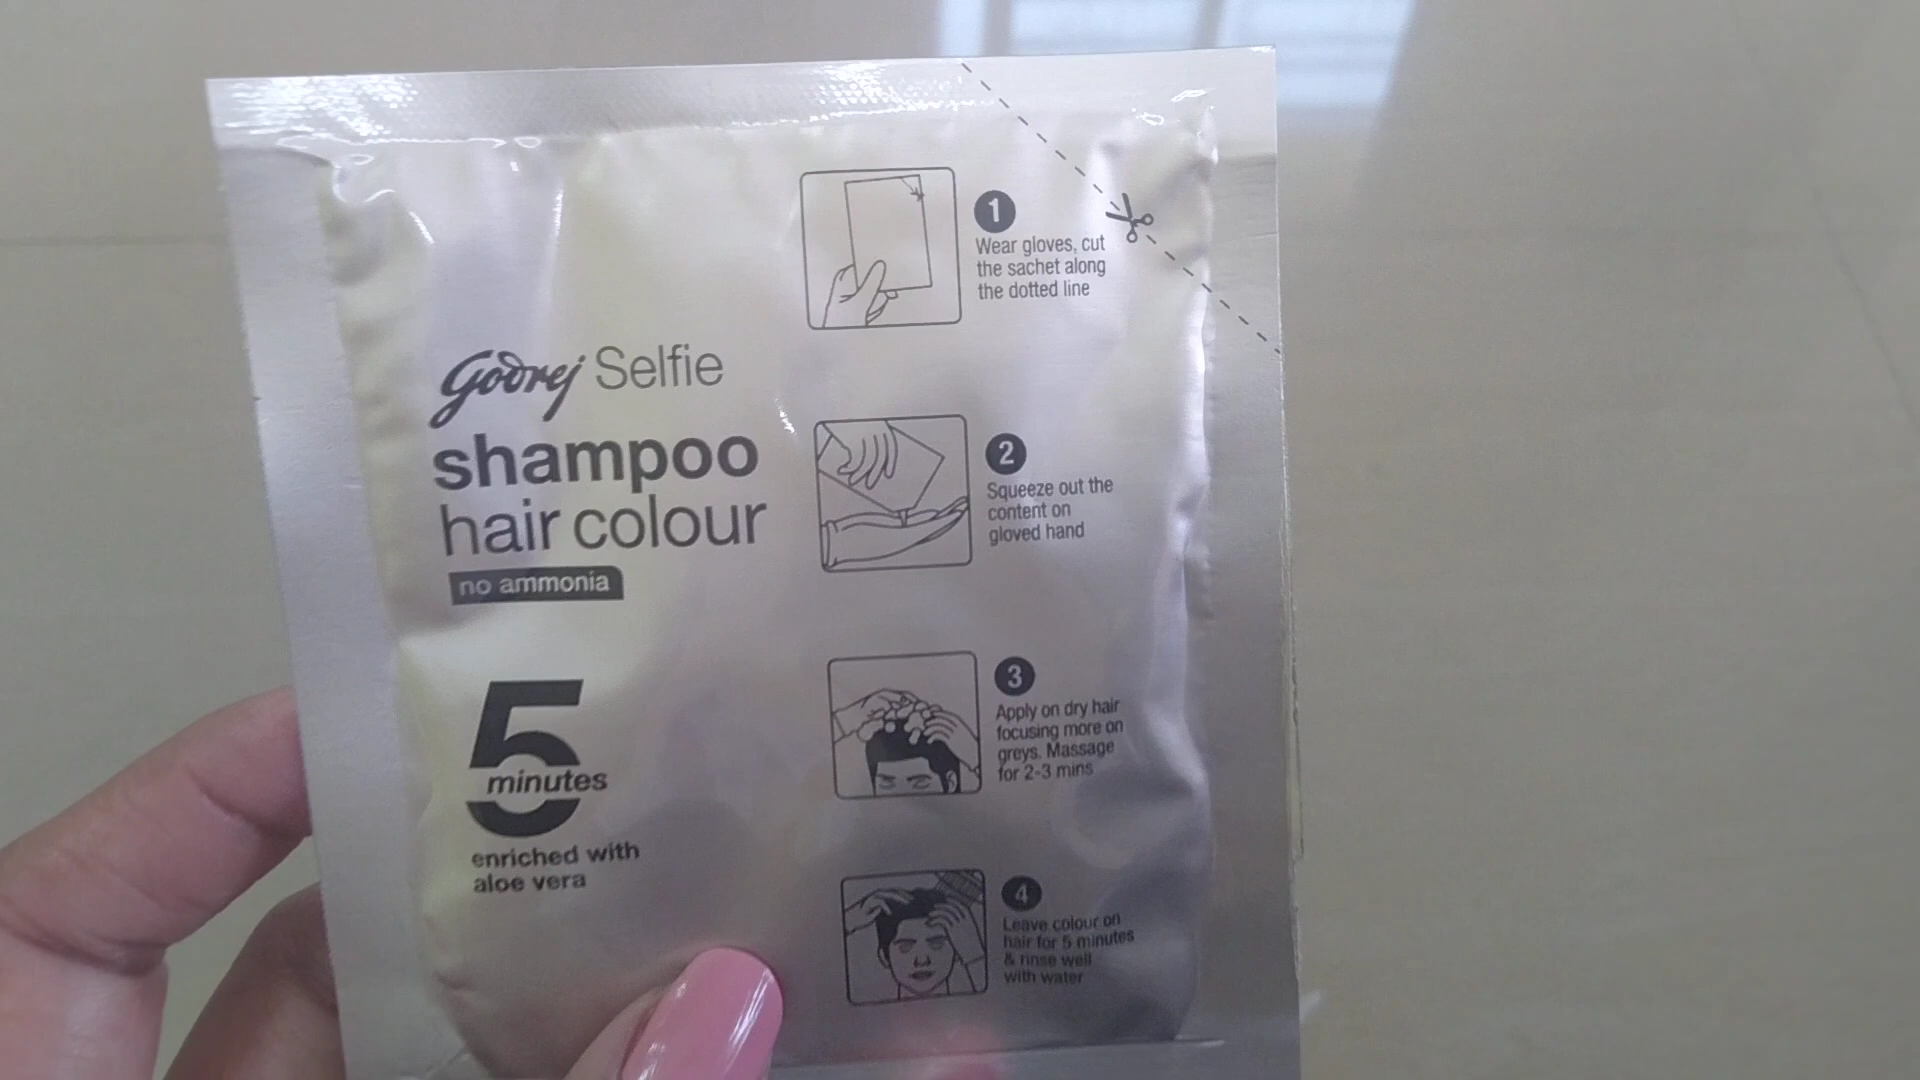 Godrej Selfie
shampoo
hair colour
no ammonia
5
minutes
enriched with
aloe vera
1
Wear gloves, cut
the sachet along
the dotted line
2
Squeeze out the
content on
gloved hand
3
Apply on dry hair
focusing more on
greys. Massage
for 2-3 mins
4
Leave colour on
hair for 5 minutes
& rinse well
with water